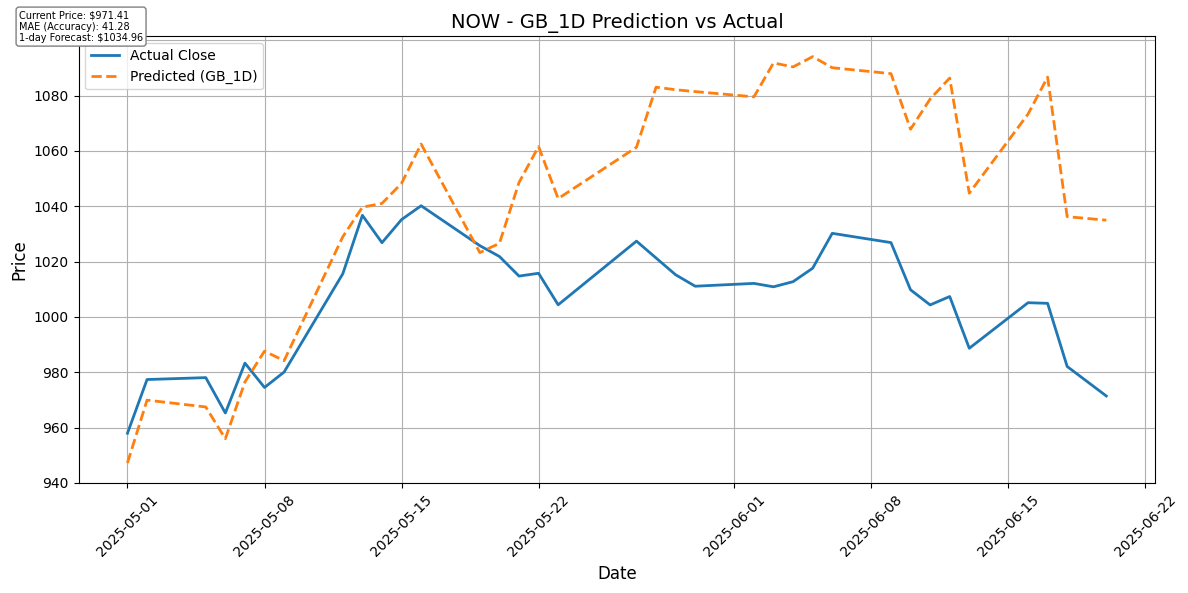 NOW - GB_1D Prediction vs Actual
Current Price: $971.41
MAE (Accuracy): 41.28
1-day Forecast: $1034.96
Actual Close
Predicted (GB_1D)
Price
1080
1060
1040
1020
1000
980
960
940
2025-05-01
2025-05-08
2025-05-15
2025-05-22
2025-06-01
2025-06-08
2025-06-15
2025-06-22
Date